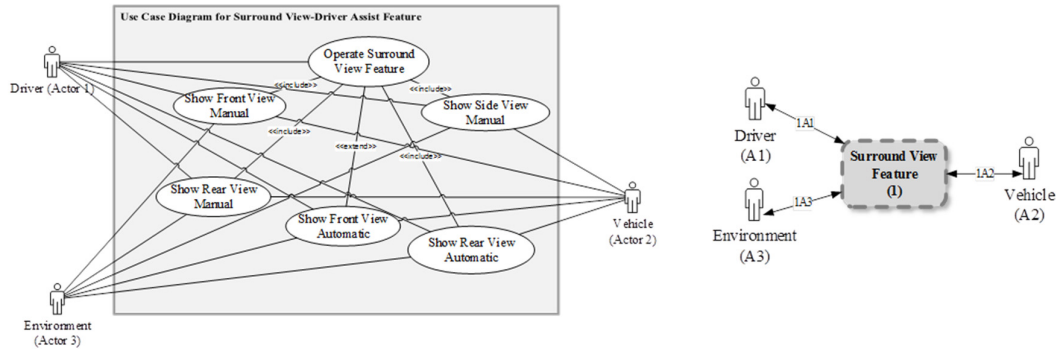 Use Case Diagram for Surround View-Driver Assist Feature
Operate Surround
View Feature
Driver (Actor 1)
<<include>>
<<include>>
Show Front View
Manual
Show Side View
Manual
<<include>>
<<extend>>
<<include>>
Show Rear View
Manual
Show Front View
Automatic
Show Rear View
Automatic
Vehicle
(Actor 2)
Environment
(Actor 3)
Driver
(A1)
1A1
Surround View
Feature
(1)
1A2
Vehicle
(A2)
1A3
Environment
(A3)